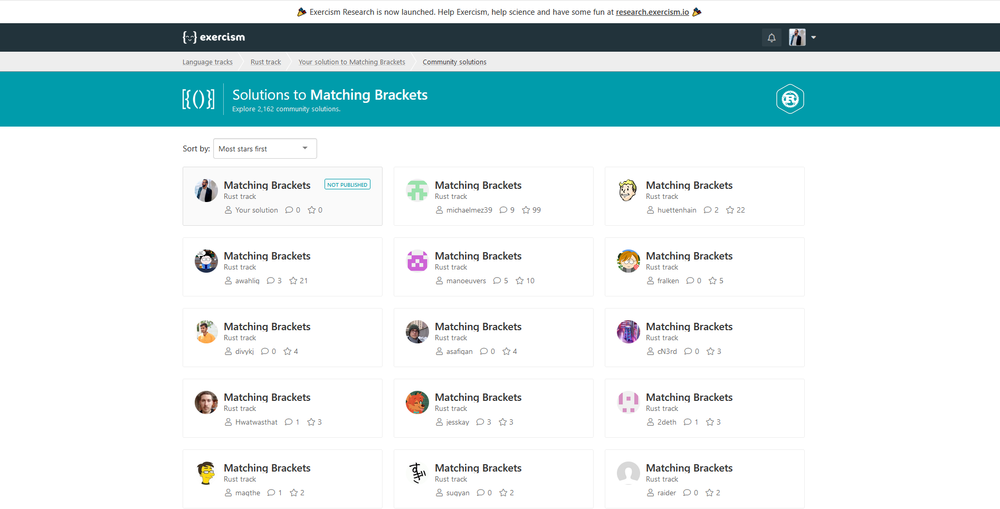 Exercism Research is now launched. Help Exercism, help science and have some fun at research.exercism.io
exercism
Language tracks
Rust track
Your solution to Matching Brackets
Community solutions
[{()}]
Solutions to Matching Brackets
Explore 2,162 community solutions.
R
Sort by: Most stars first
Matching Brackets
NOT PUBLISHED
Rust track
Your solution 0 0
Matching Brackets
Rust track
michaelmez39 9 99
Matching Brackets
Rust track
huettenhain 2 22
Matching Brackets
Rust track
awahlig 3 21
Matching Brackets
Rust track
manoeuvers 5 10
Matching Brackets
Rust track
fralken 0 5
Matching Brackets
Rust track
divykj 0 4
Matching Brackets
Rust track
asafigan 0 4
Matching Brackets
Rust track
cN3rd 0 3
Matching Brackets
Rust track
Hwatwasthat 1 3
Matching Brackets
Rust track
jesskay 3 3
Matching Brackets
Rust track
2deth 1 3
Matching Brackets
Rust track
magthe 1 2
すぎゃ
Matching Brackets
Rust track
sugyan 0 2
Matching Brackets
Rust track
raider 0 2